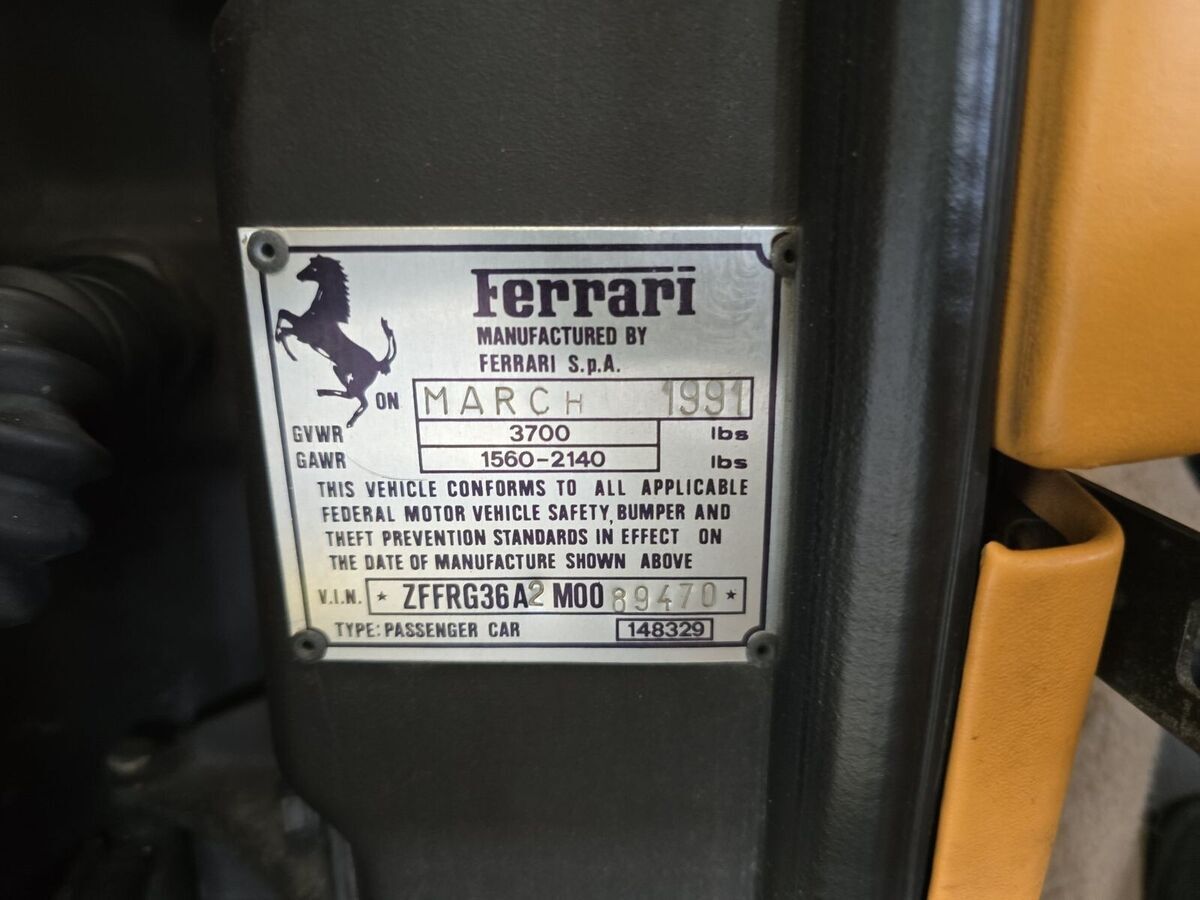 Ferrari
MANUFACTURED BY
FERRARI S.p.A.
ON MARCH 1991
GVWR 3700 lbs
GAWR 1560-2140 lbs
THIS VEHICLE CONFORMS TO ALL APPLICABLE
FEDERAL MOTOR VEHICLE SAFETY, BUMPER AND
THEFT PREVENTION STANDARDS IN EFFECT ON
THE DATE OF MANUFACTURE SHOWN ABOVE
V.I.N. * ZFFRG36A2M0089470 *
TYPE: PASSENGER CAR 148329